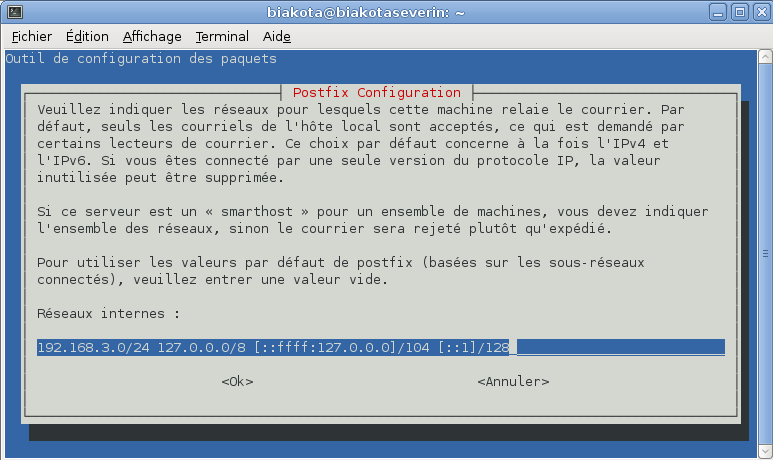 biakota@biakotaseverin: ~
Fichier Édition Affichage Terminal Aide
Outil de configuration des paquets
Postfix Configuration
Veuillez indiquer les réseaux pour lesquels cette machine relaie le courrier. Par
défaut, seuls les courriels de l'hôte local sont acceptés, ce qui est demandé par
certains lecteurs de courrier. Ce choix par défaut concerne à la fois l'IPv4 et
l'IPv6. Si vous êtes connecté par une seule version du protocole IP, la valeur
inutilisée peut être supprimée.
Si ce serveur est un « smarthost » pour un ensemble de machines, vous devez indiquer
l'ensemble des réseaux, sinon le courrier sera rejeté plutôt qu'expédié.
Pour utiliser les valeurs par défaut de postfix (basées sur les sous-réseaux
connectés), veuillez entrer une valeur vide.
Réseaux internes :
192.168.3.0/24 127.0.0.0/8 [::ffff:127.0.0.0]/104 [::1]/128
<Ok> <Annuler>